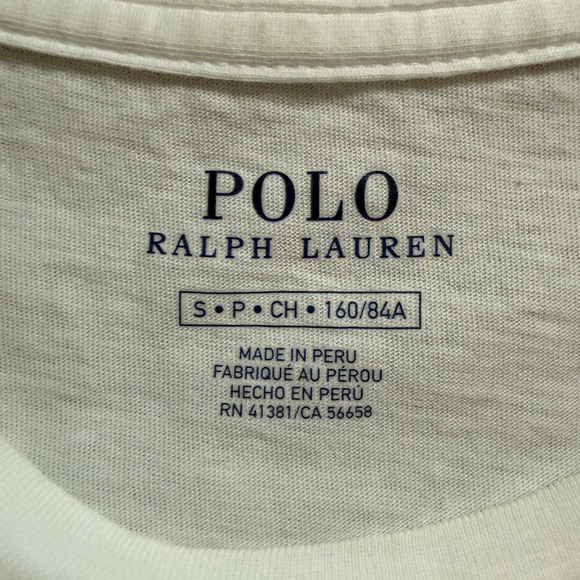 POLO
RALPH LAUREN
S • P • CH • 160/84A
MADE IN PERU
FABRIQUÉ AU PÉROU
HECHO EN PERÚ
RN 41381/CA 56658